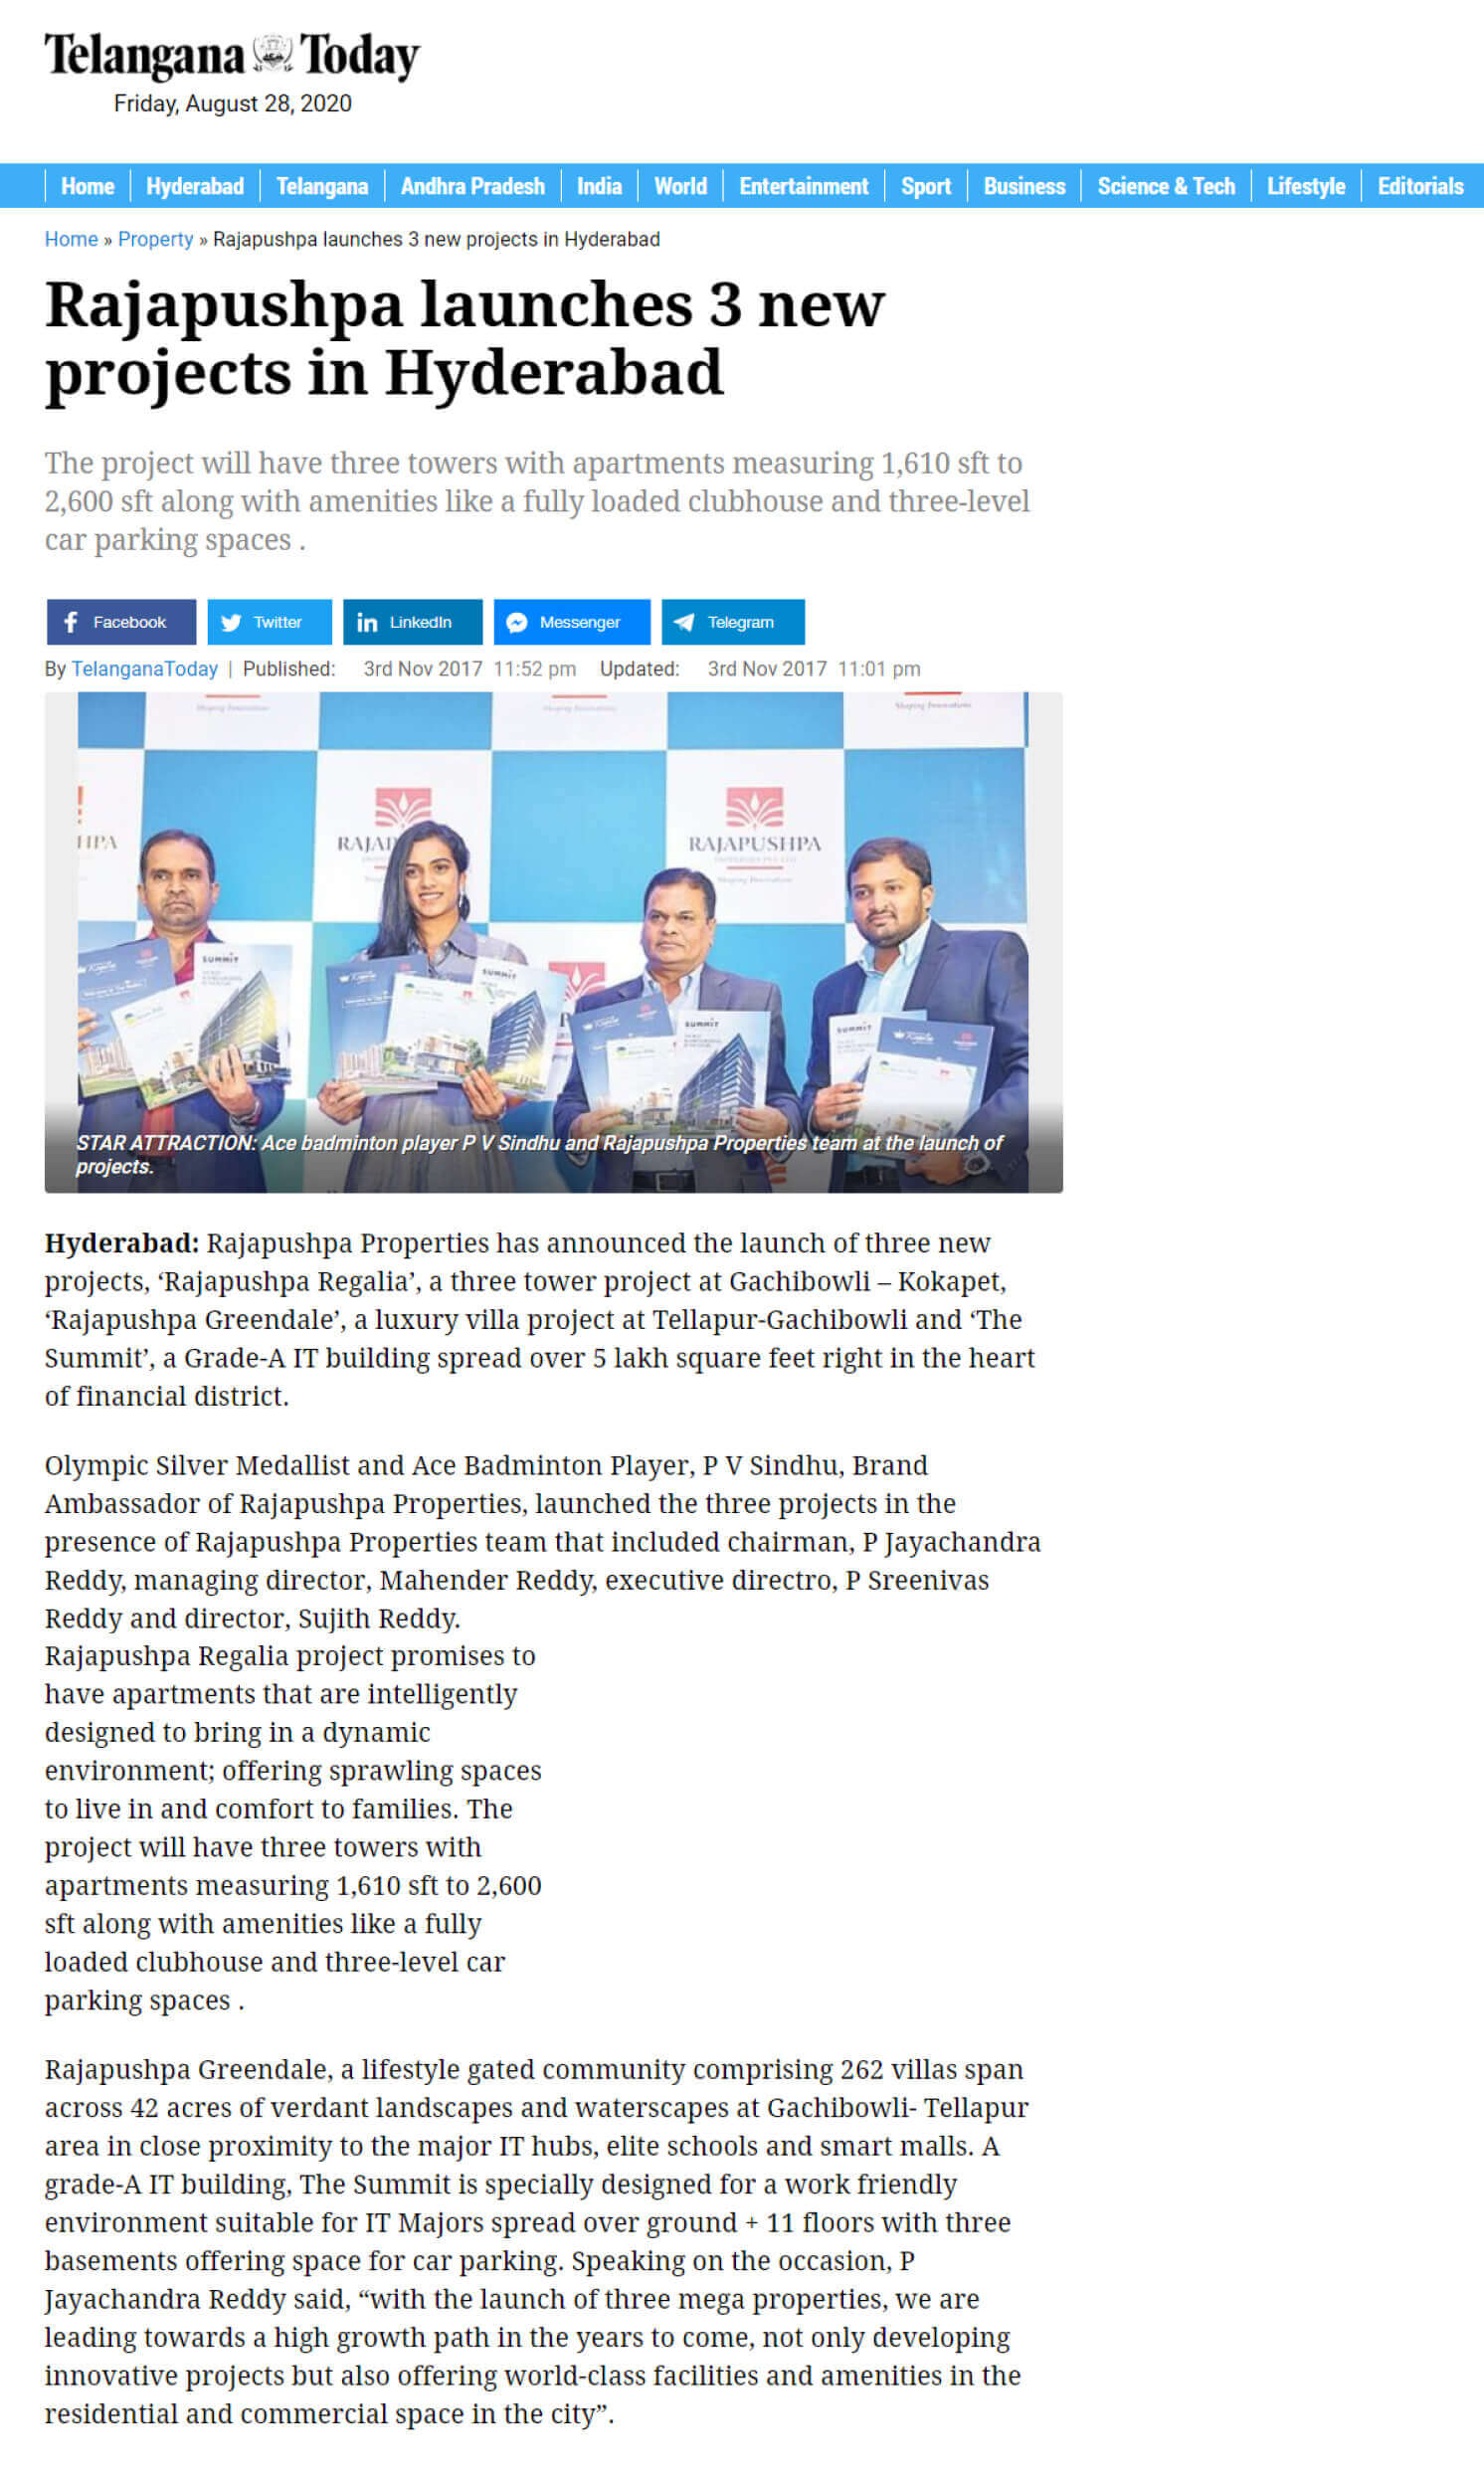 Telangana Today
Friday, August 28, 2020
Home Hyderabad Telangana Andhra Pradesh India World Entertainment Sport Business Science & Tech Lifestyle Editorials
Home » Property » Rajapushpa launches 3 new projects in Hyderabad
Rajapushpa launches 3 new
projects in Hyderabad
The project will have three towers with apartments measuring 1,610 sft to
2,600 sft along with amenities like a fully loaded clubhouse and three-level
car parking spaces .
Facebook Twitter LinkedIn Messenger Telegram
By TelanganaToday | Published: 3rd Nov 2017 11:52 pm Updated: 3rd Nov 2017 11:01 pm
Shaping Innovations
HPA
RAJAP
RAJAPUSHPA
SUMMIT
SUMMIT
SUMMIT
SUMMIT
STAR ATTRACTION: Ace badminton player P V Sindhu and Rajapushpa Properties team at the launch of
projects.
Hyderabad: Rajapushpa Properties has announced the launch of three new
projects, ‘Rajapushpa Regalia’, a three tower project at Gachibowli – Kokapet,
‘Rajapushpa Greendale’, a luxury villa project at Tellapur-Gachibowli and ‘The
Summit’, a Grade-A IT building spread over 5 lakh square feet right in the heart
of financial district.
Olympic Silver Medallist and Ace Badminton Player, P V Sindhu, Brand
Ambassador of Rajapushpa Properties, launched the three projects in the
presence of Rajapushpa Properties team that included chairman, P Jayachandra
Reddy, managing director, Mahender Reddy, executive directro, P Sreenivas
Reddy and director, Sujith Reddy.
Rajapushpa Regalia project promises to
have apartments that are intelligently
designed to bring in a dynamic
environment; offering sprawling spaces
to live in and comfort to families. The
project will have three towers with
apartments measuring 1,610 sft to 2,600
sft along with amenities like a fully
loaded clubhouse and three-level car
parking spaces .
Rajapushpa Greendale, a lifestyle gated community comprising 262 villas span
across 42 acres of verdant landscapes and waterscapes at Gachibowli- Tellapur
area in close proximity to the major IT hubs, elite schools and smart malls. A
grade-A IT building, The Summit is specially designed for a work friendly
environment suitable for IT Majors spread over ground + 11 floors with three
basements offering space for car parking. Speaking on the occasion, P
Jayachandra Reddy said, “with the launch of three mega properties, we are
leading towards a high growth path in the years to come, not only developing
innovative projects but also offering world-class facilities and amenities in the
residential and commercial space in the city”.